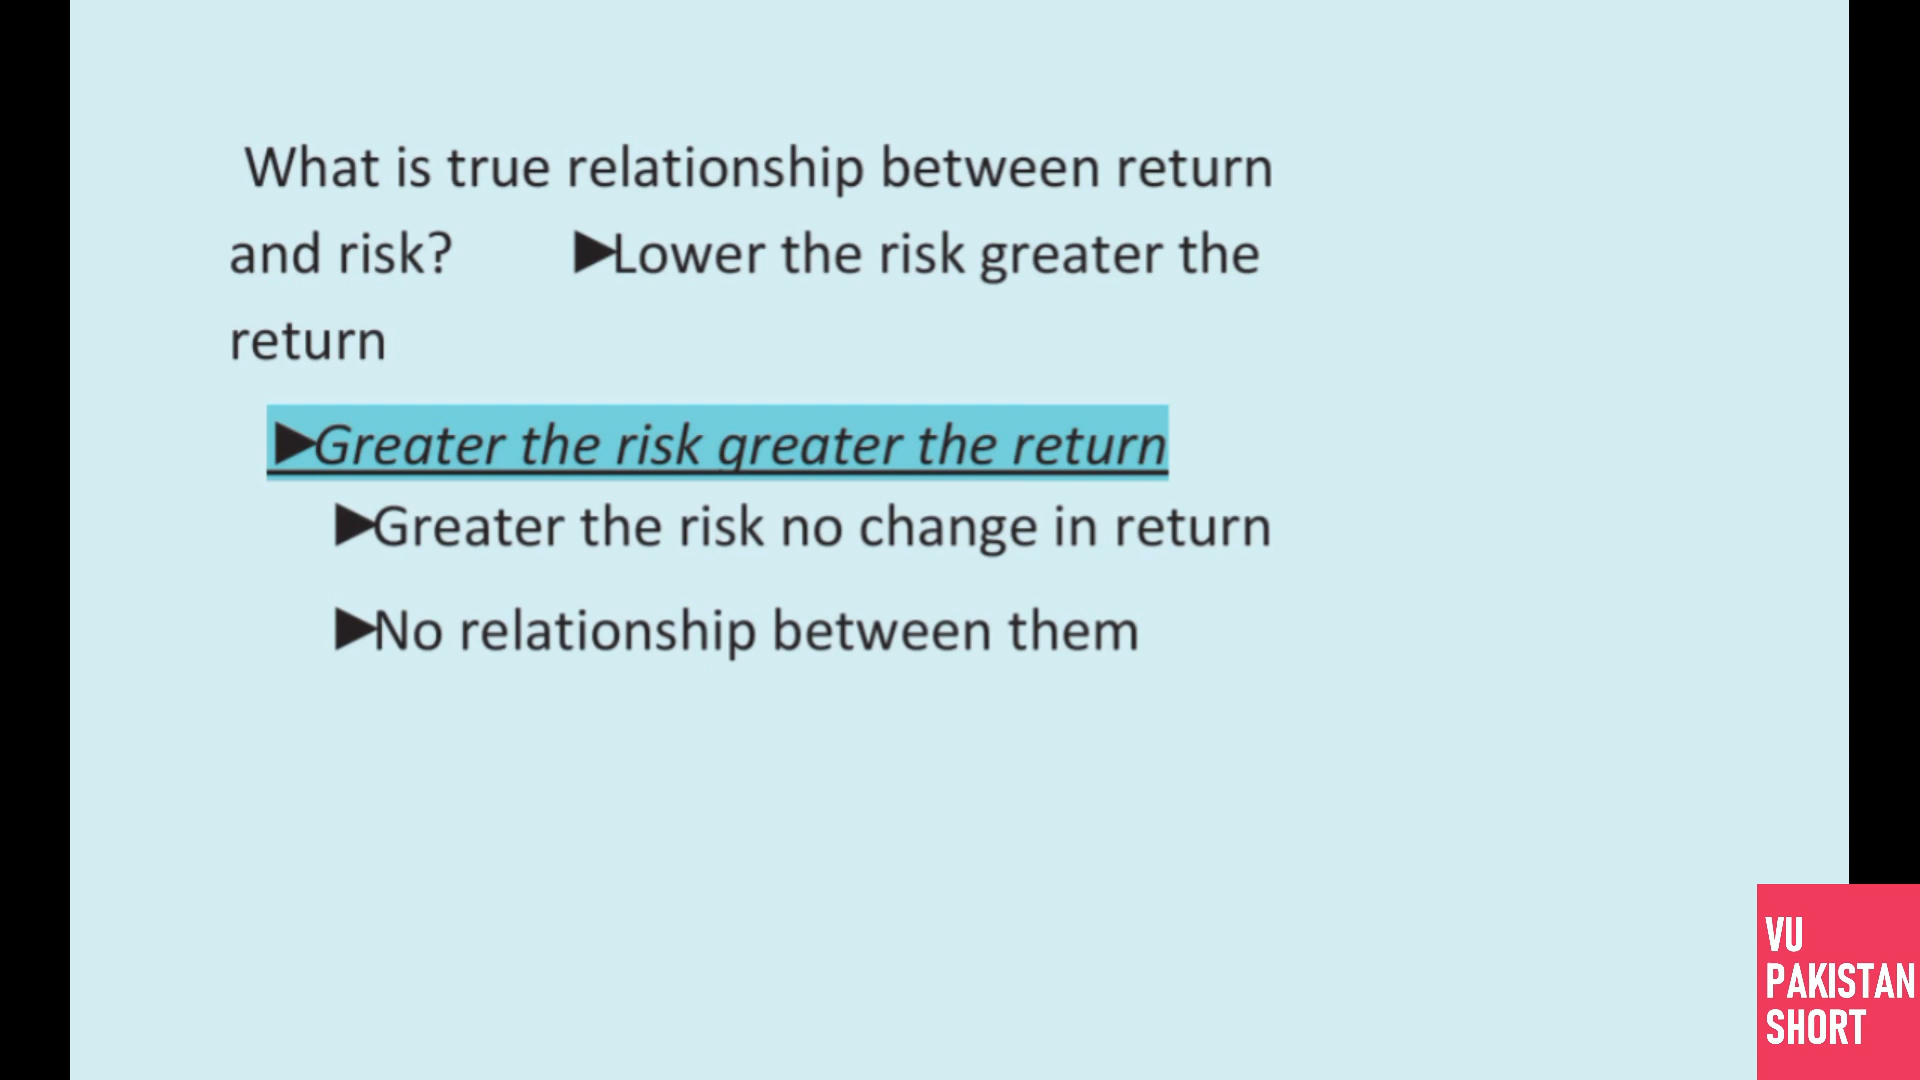 What is true relationship between return
and risk? ►Lower the risk greater the
return
►Greater the risk greater the return
►Greater the risk no change in return
►No relationship between them
VU
PAKISTAN
SHORT